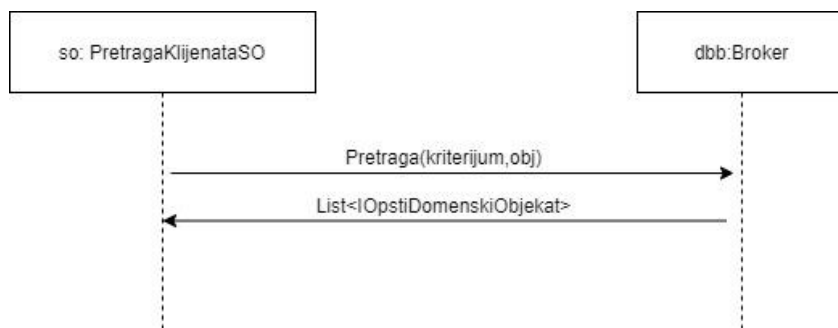 so: PretragaKlijenataSO
dbb:Broker
Pretraga(kriterijum,obj)
List<IOpstiDomenskiObjekat>